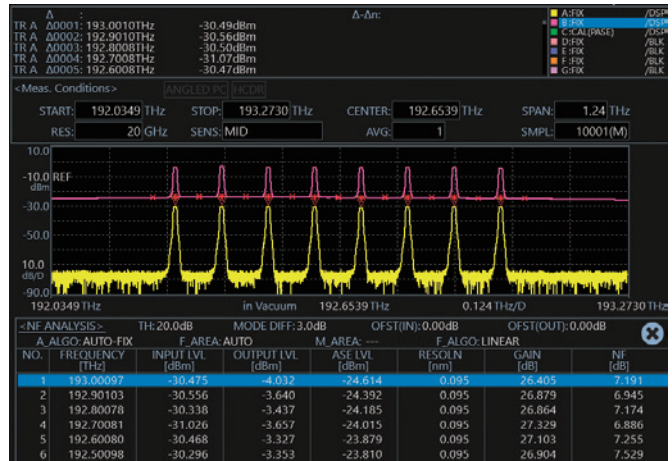 Δ :
Δ-Δn:
TR A Δ0001: 193.0010THz -30.49dBm
TR A Δ0002: 192.9010THz -30.56dBm
TR A Δ0003: 192.8008THz -30.50dBm
TR A Δ0004: 192.7008THz -31.07dBm
TR A Δ0005: 192.6008THz -30.47dBm
A:FIX /DSP
B:FIX /DSP
C:CAL(PASE) /DSP
D:FIX /BLK
E:FIX /BLK
F:FIX /BLK
G:FIX /BLK
<Meas. Conditions> ANGLED PC HCDR
START: 192.0349 THz STOP: 193.2730 THz CENTER: 192.6539 THz SPAN: 1.24 THz
RES: 20 GHz SENS: MID AVG: 1 SMPL: 10001(M)
10.0
-10.0 REF
dBm
-30.0
-50.0
10.0
dB/D
-90.0
192.0349 THz in Vacuum 192.6539 THz 0.124 THz/D 193.2730 THz
<NF ANALYSIS> TH: 20.0dB MODE DIFF: 3.0dB OFST(IN): 0.00dB OFST(OUT): 0.00dB
A_ALGO: AUTO-FIX F_AREA: AUTO M_AREA: --- F_ALGO: LINEAR
NO. FREQUENCY INPUT LVL OUTPUT LVL ASE LVL RESOLN GAIN NF
[THz] [dBm] [dBm] [dBm] [nm] [dB] [dB]
1 193.00097 -30.475 -4.032 -24.614 0.095 26.405 7.191
2 192.90103 -30.556 -3.640 -24.392 0.095 26.879 6.945
3 192.80078 -30.338 -3.437 -24.185 0.095 26.864 7.174
4 192.70081 -31.026 -3.657 -24.015 0.095 27.329 6.886
5 192.60080 -30.468 -3.327 -23.879 0.095 27.103 7.255
6 192.50098 -30.296 -3.353 -23.810 0.095 26.904 7.529